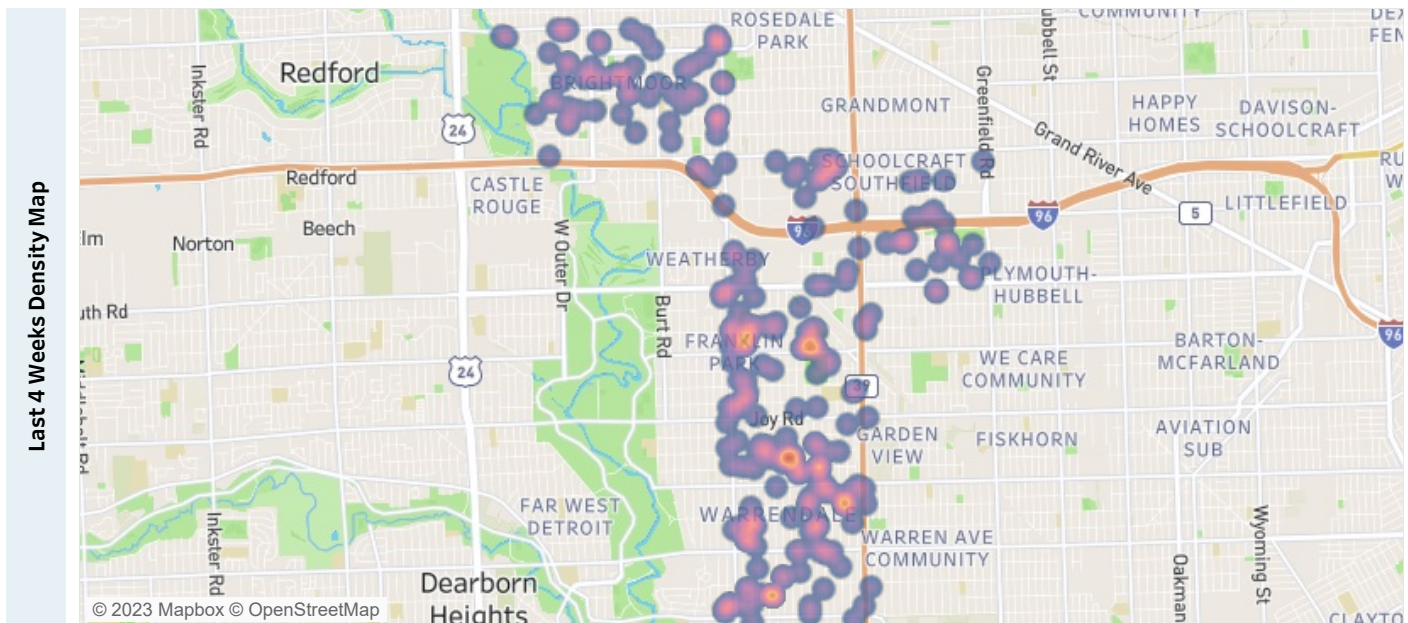 Last 4 Weeks Density Map
ROSEDALE
PARK
COMMUNITY
Redford
Inkster Rd
BRIGHTMOOR
GRANDMONT
Greenfield Rd
HAPPY
HOMES
DAVISON-
SCHOOLCRAFT
24
Grand River Ave
Redford
CASTLE
ROUGE
SCHOOLCRAFT
SOUTHFIELD
LITTLEFIELD
5
96
96
Beech
Norton
W Outer Dr
WEATHERBY
PLYMOUTH-
HUBBELL
Burt Rd
96
FRANKLIN
PARK
BARTON-
MCFARLAND
WE CARE
COMMUNITY
24
39
Joy Rd
GARDEN
VIEW
FISKHORN
AVIATION
SUB
FAR WEST
DETROIT
WARRENDALE
WARREN AVE
COMMUNITY
Inkster Rd
Wyoming St
Oakman
Dearborn
Heights
© 2023 Mapbox © OpenStreetMap